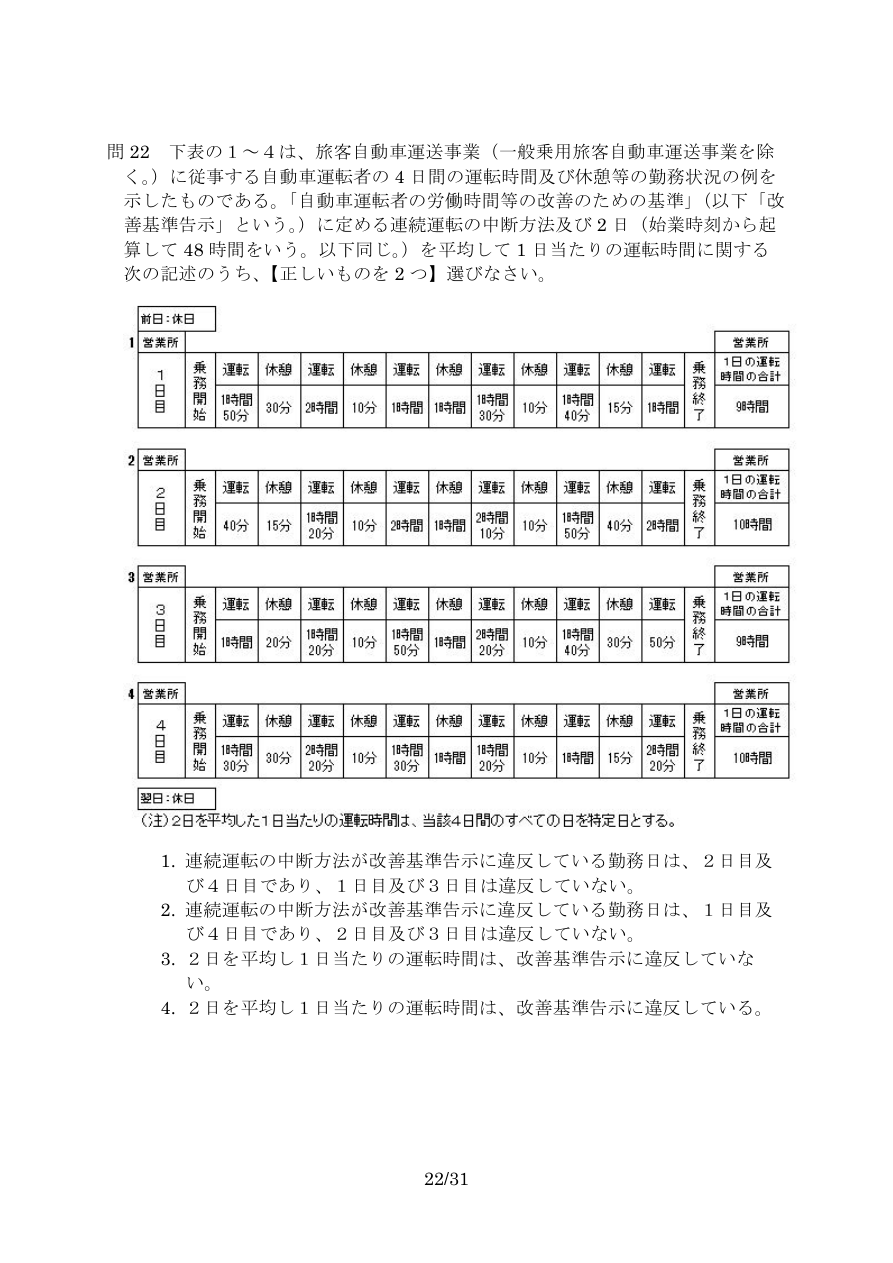 問 22　下表の１～４は、旅客自動車運送事業（一般乗用旅客自動車運送事業を除
く。）に従事する自動車運転者の 4 日間の運転時間及び休憩等の勤務状況の例を
示したものである。「自動車運転者の労働時間等の改善のための基準」（以下「改
善基準告示」という。）に定める連続運転の中断方法及び 2 日（始業時刻から起
算して 48 時間をいう。以下同じ。）を平均して 1 日当たりの運転時間に関する
次の記述のうち、【正しいものを 2 つ】選びなさい。
前日：休日
1 営業所 営業所
１日目 乗務開始 運転 休憩 運転 休憩 運転 休憩 運転 休憩 運転 休憩 運転 乗務終了 １日の運転時間の合計
1時間50分 30分 2時間 10分 1時間 1時間 1時間30分 10分 1時間40分 15分 1時間 9時間
2 営業所 営業所
２日目 乗務開始 運転 休憩 運転 休憩 運転 休憩 運転 休憩 運転 休憩 運転 乗務終了 １日の運転時間の合計
40分 15分 1時間20分 10分 2時間 1時間 2時間10分 10分 1時間50分 40分 2時間 10時間
3 営業所 営業所
３日目 乗務開始 運転 休憩 運転 休憩 運転 休憩 運転 休憩 運転 休憩 運転 乗務終了 １日の運転時間の合計
1時間 20分 1時間20分 10分 1時間50分 1時間 2時間20分 10分 1時間40分 30分 50分 9時間
4 営業所 営業所
４日目 乗務開始 運転 休憩 運転 休憩 運転 休憩 運転 休憩 運転 休憩 運転 乗務終了 １日の運転時間の合計
1時間30分 30分 2時間20分 10分 1時間30分 1時間 1時間20分 10分 1時間 15分 2時間20分 10時間
翌日：休日
（注）２日を平均した１日当たりの運転時間は、当該４日間のすべての日を特定日とする。
1. 連続運転の中断方法が改善基準告示に違反している勤務日は、２日目及
び４日目であり、１日目及び３日目は違反していない。
2. 連続運転の中断方法が改善基準告示に違反している勤務日は、１日目及
び４日目であり、２日目及び３日目は違反していない。
3. ２日を平均し１日当たりの運転時間は、改善基準告示に違反していな
い。
4. ２日を平均し１日当たりの運転時間は、改善基準告示に違反している。
22/31